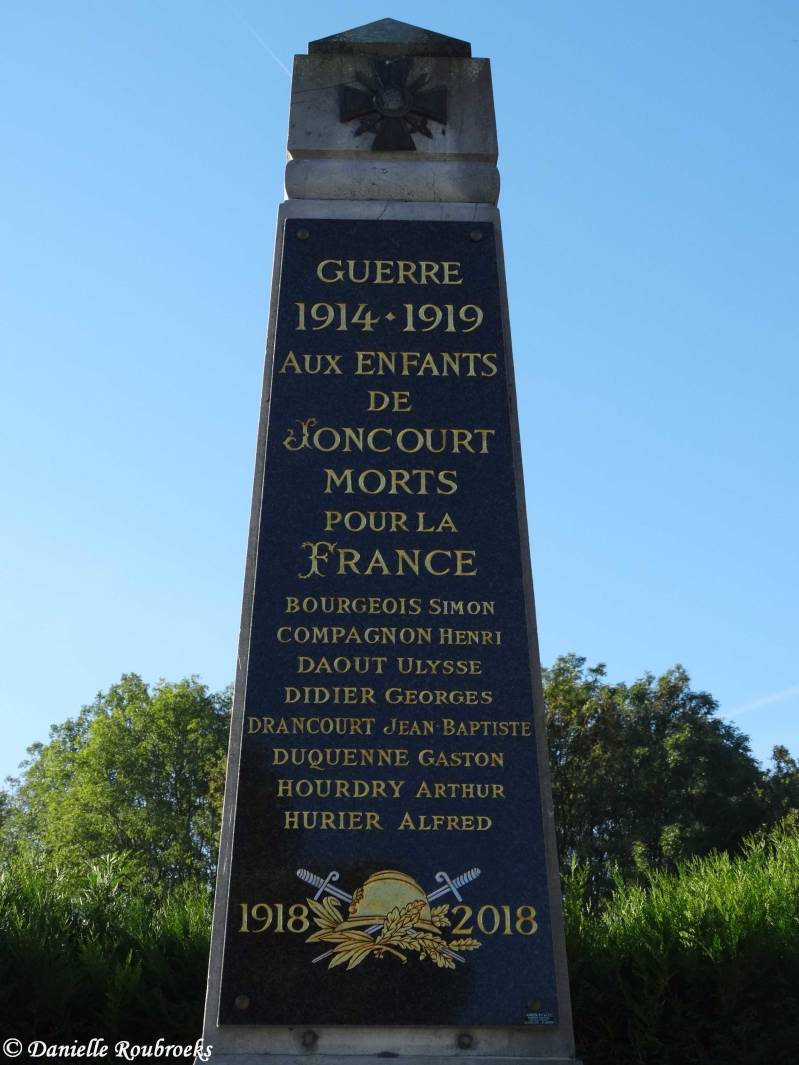 GUERRE
1914 · 1919
AUX ENFANTS
DE
JONCOURT
MORTS
POUR LA
FRANCE
BOURGEOIS SIMON
COMPAGNON HENRI
DAOUT ULYSSE
DIDIER GEORGES
DRANCOURT JEAN-BAPTISTE
DUQUENNE GASTON
HOURDRY ARTHUR
HURIER ALFRED
1918 2018
© Danielle Roubroeks